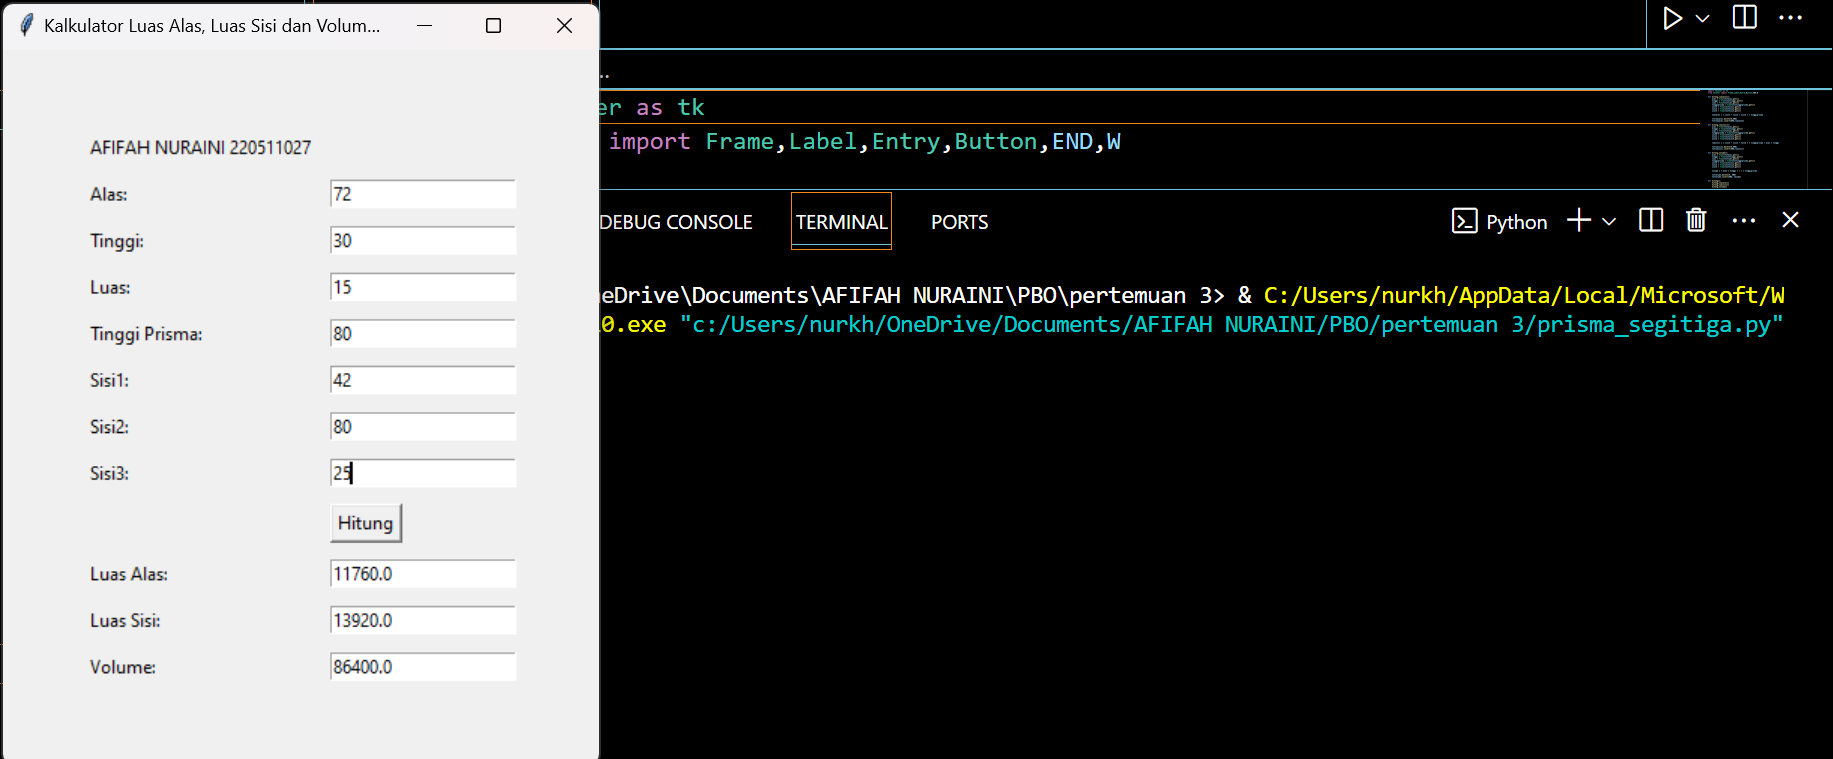 Kalkulator Luas Alas, Luas Sisi dan Volum...
..
er as tk
import Frame,Label,Entry,Button,END,W
AFIFAH NURAINI 220511027
Alas: 72
Tinggi: 30
Luas: 15
Tinggi Prisma: 80
Sisi1: 42
Sisi2: 80
Sisi3: 25
Hitung
Luas Alas: 11760.0
Luas Sisi: 13920.0
Volume: 86400.0
DEBUG CONSOLE TERMINAL PORTS Python
neDrive\Documents\AFIFAH NURAINI\PBO\pertemuan 3> & C:/Users/nurkh/AppData/Local/Microsoft/W
10.exe "c:/Users/nurkh/OneDrive/Documents/AFIFAH NURAINI/PBO/pertemuan 3/prisma_segitiga.py"